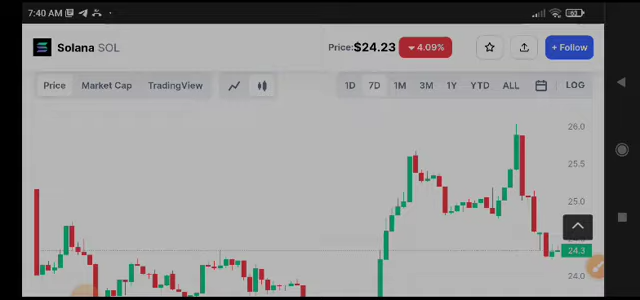 7:40 AM
63
Solana SOL
Price: $24.23
4.09%
+ Follow
Price
Market Cap
TradingView
1D
7D
1M
3M
1Y
YTD
ALL
LOG
26.0
25.5
25.0
24.3
24.0